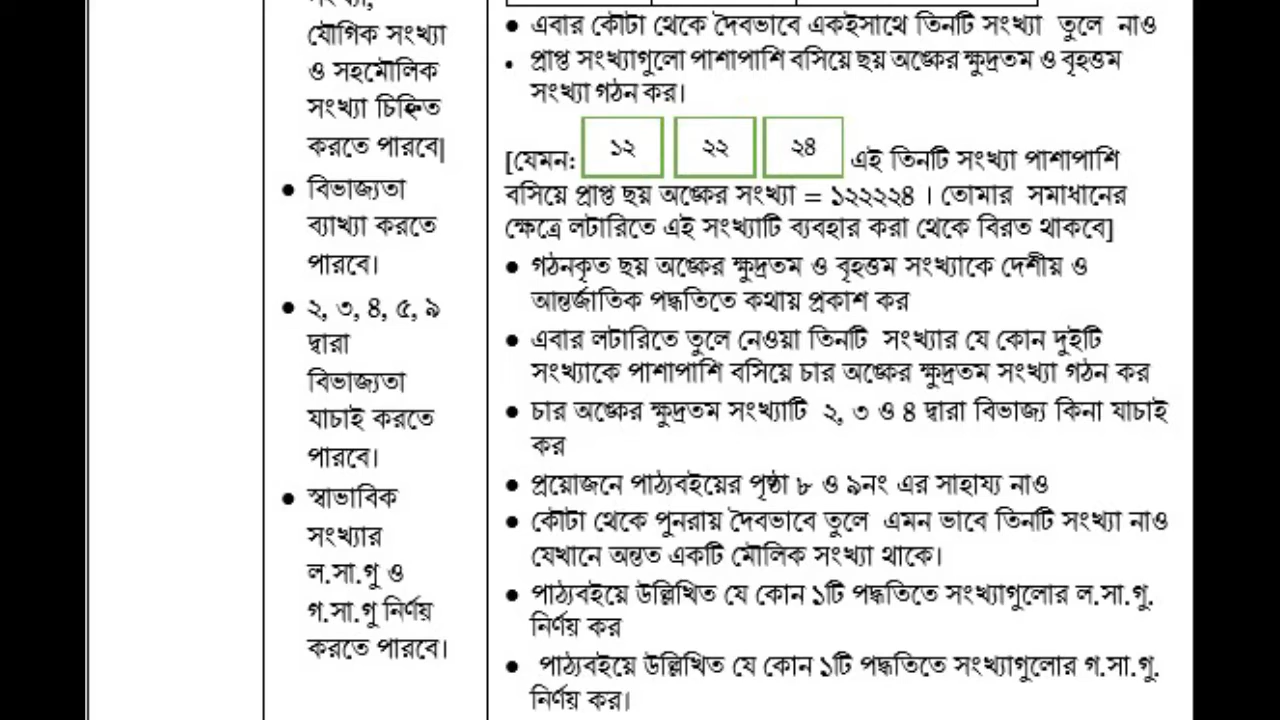 সংখ্যা,
যৌগিক সংখ্যা
ও সহমৌলিক
সংখ্যা চিহ্নিত
করতে পারবে]
● বিভাজ্যতা
ব্যাখ্যা করতে
পারবে।
● ২, ৩, ৪, ৫, ৯
দ্বারা
বিভাজ্যতা
যাচাই করতে
পারবে।
● স্বাভাবিক
সংখ্যার
ল.সা.গু ও
গ.সা.গু নির্ণয়
করতে পারবে।
● এবার কৌটা থেকে দৈবভাবে একইসাথে তিনটি সংখ্যা তুলে নাও
• প্রাপ্ত সংখ্যাগুলো পাশাপাশি বসিয়ে ছয় অঙ্কের ক্ষুদ্রতম ও বৃহত্তম
সংখ্যা গঠন কর।
[যেমন: ১২ ২২ ২৪ এই তিনটি সংখ্যা পাশাপাশি
বসিয়ে প্রাপ্ত ছয় অঙ্কের সংখ্যা = ১২২২২৪ । তোমার সমাধানের
ক্ষেত্রে লটারিতে এই সংখ্যাটি ব্যবহার করা থেকে বিরত থাকবে]
● গঠনকৃত ছয় অঙ্কের ক্ষুদ্রতম ও বৃহত্তম সংখ্যাকে দেশীয় ও
আন্তর্জাতিক পদ্ধতিতে কথায় প্রকাশ কর
● এবার লটারিতে তুলে নেওয়া তিনটি সংখ্যার যে কোন দুইটি
সংখ্যাকে পাশাপাশি বসিয়ে চার অঙ্কের ক্ষুদ্রতম সংখ্যা গঠন কর
● চার অঙ্কের ক্ষুদ্রতম সংখ্যাটি ২, ৩ ও ৪ দ্বারা বিভাজ্য কিনা যাচাই
কর
● প্রয়োজনে পাঠ্যবইয়ের পৃষ্ঠা ৮ ও ৯নং এর সাহায্য নাও
● কৌটা থেকে পুনরায় দৈবভাবে তুলে এমন ভাবে তিনটি সংখ্যা নাও
যেখানে অন্তত একটি মৌলিক সংখ্যা থাকে।
● পাঠ্যবইয়ে উল্লিখিত যে কোন ১টি পদ্ধতিতে সংখ্যাগুলোর ল.সা.গু.
নির্ণয় কর
● পাঠ্যবইয়ে উল্লিখিত যে কোন ১টি পদ্ধতিতে সংখ্যাগুলোর গ.সা.গু.
নির্ণয় কর।